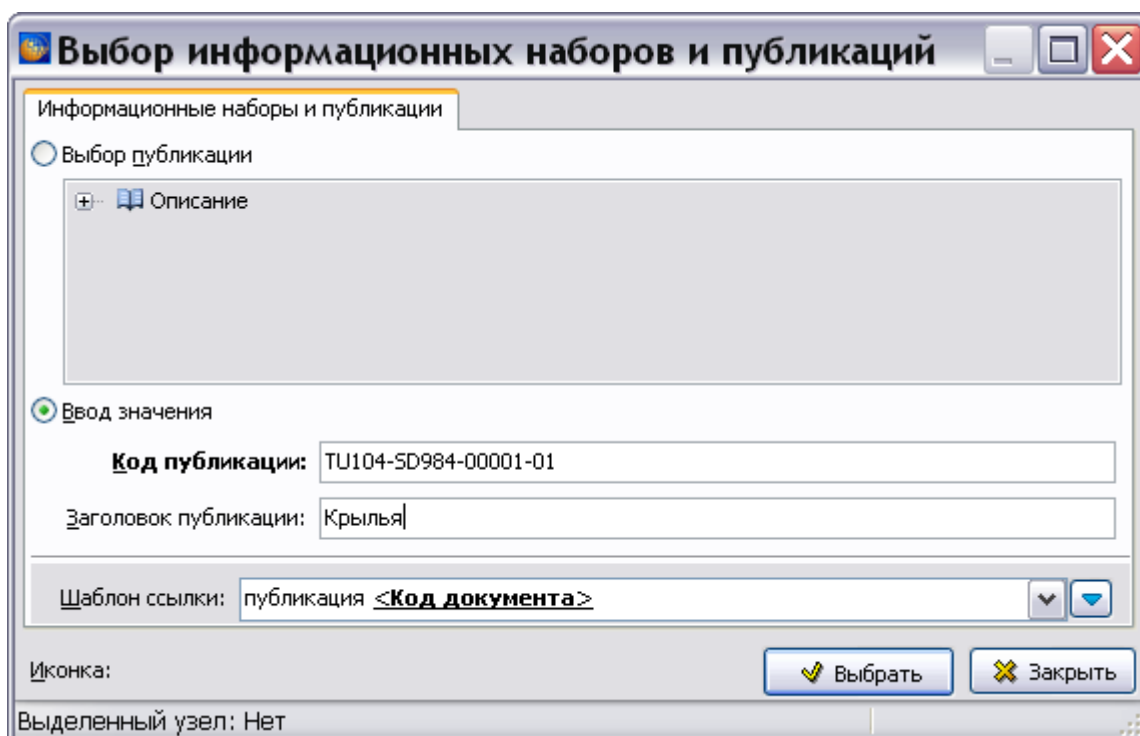 Выбор информационных наборов и публикаций
Информационные наборы и публикации
Выбор публикации
Описание
Ввод значения
Код публикации: TU104-SD984-00001-01
Заголовок публикации: Крылья
Шаблон ссылки: публикация <Код документа>
Иконка: Выбрать Закрыть
Выделенный узел: Нет